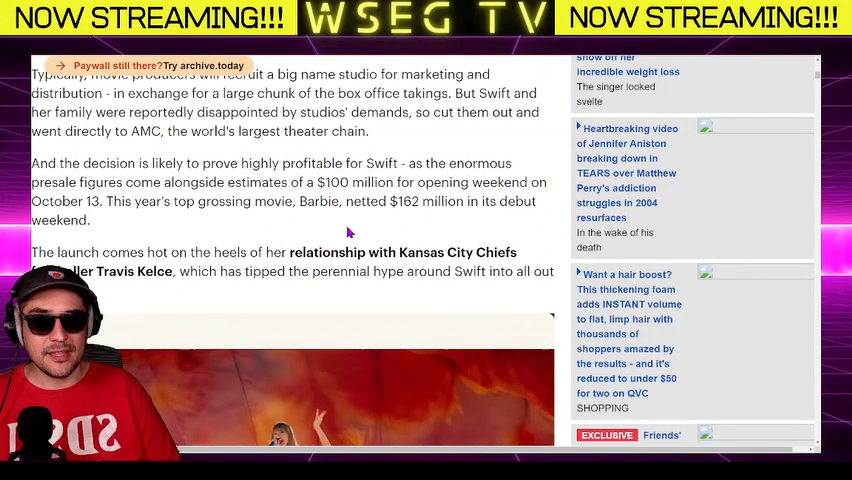 NOW STREAMING!!!
WSEG TV
NOW STREAMING!!!
Paywall still there? Try archive.today
Typically, movie producers will recruit a big name studio for marketing and
distribution - in exchange for a large chunk of the box office takings. But Swift and
her family were reportedly disappointed by studios' demands, so cut them out and
went directly to AMC, the world's largest theater chain.
And the decision is likely to prove highly profitable for Swift - as the enormous
presale figures come alongside estimates of a $100 million for opening weekend on
October 13. This year's top grossing movie, Barbie, netted $162 million in its debut
weekend.
The launch comes hot on the heels of her relationship with Kansas City Chiefs
Travis Kelce, which has tipped the perennial hype around Swift into all out
show off her
incredible weight loss
The singer looked
svelte
Heartbreaking video
of Jennifer Aniston
breaking down in
TEARS over Matthew
Perry's addiction
struggles in 2004
resurfaces
In the wake of his
death
Want a hair boost?
This thickening foam
adds INSTANT volume
to flat, limp hair with
thousands of
shoppers amazed by
the results - and it's
reduced to under $50
for two on QVC
SHOPPING
EXCLUSIVE Friends'
SDS